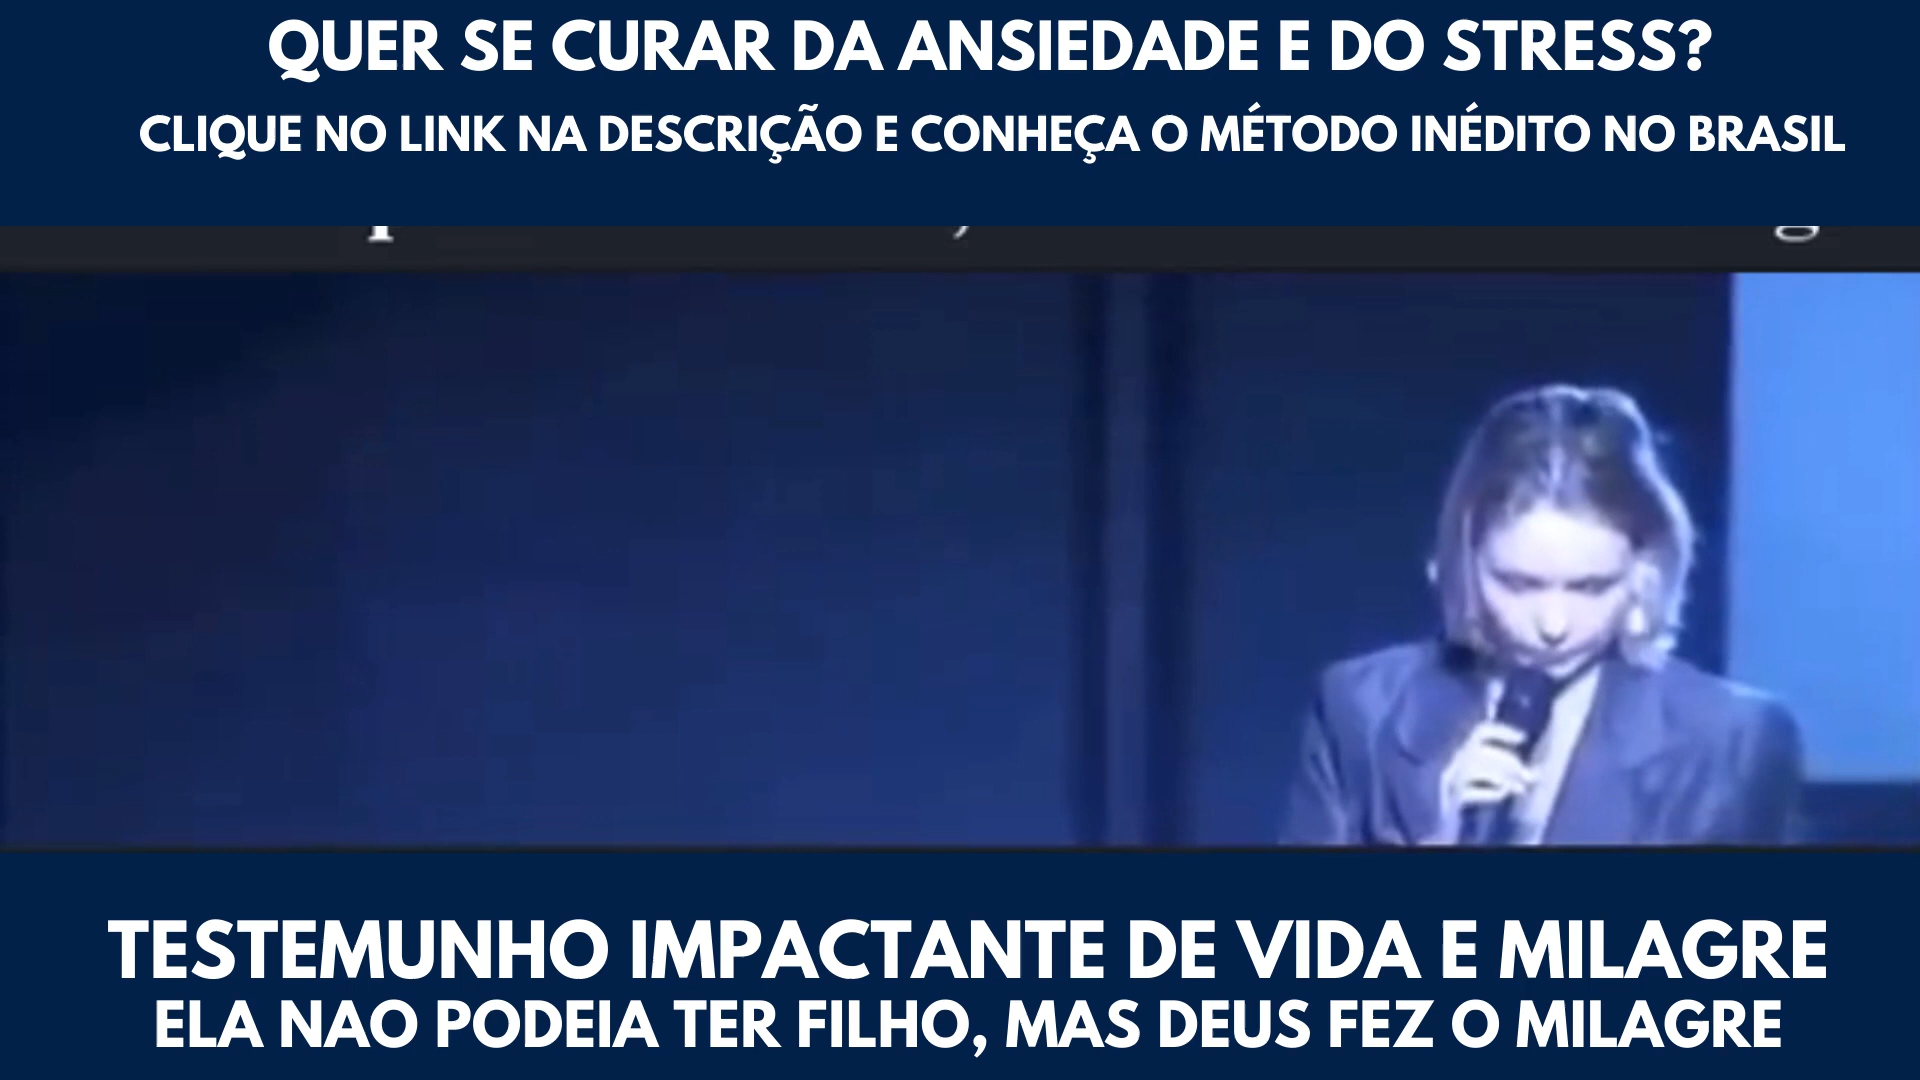 QUER SE CURAR DA ANSIEDADE E DO STRESS?
CLIQUE NO LINK NA DESCRIÇÃO E CONHEÇA O MÉTODO INÉDITO NO BRASIL
TESTEMUNHO IMPACTANTE DE VIDA E MILAGRE
ELA NAO PODEIA TER FILHO, MAS DEUS FEZ O MILAGRE